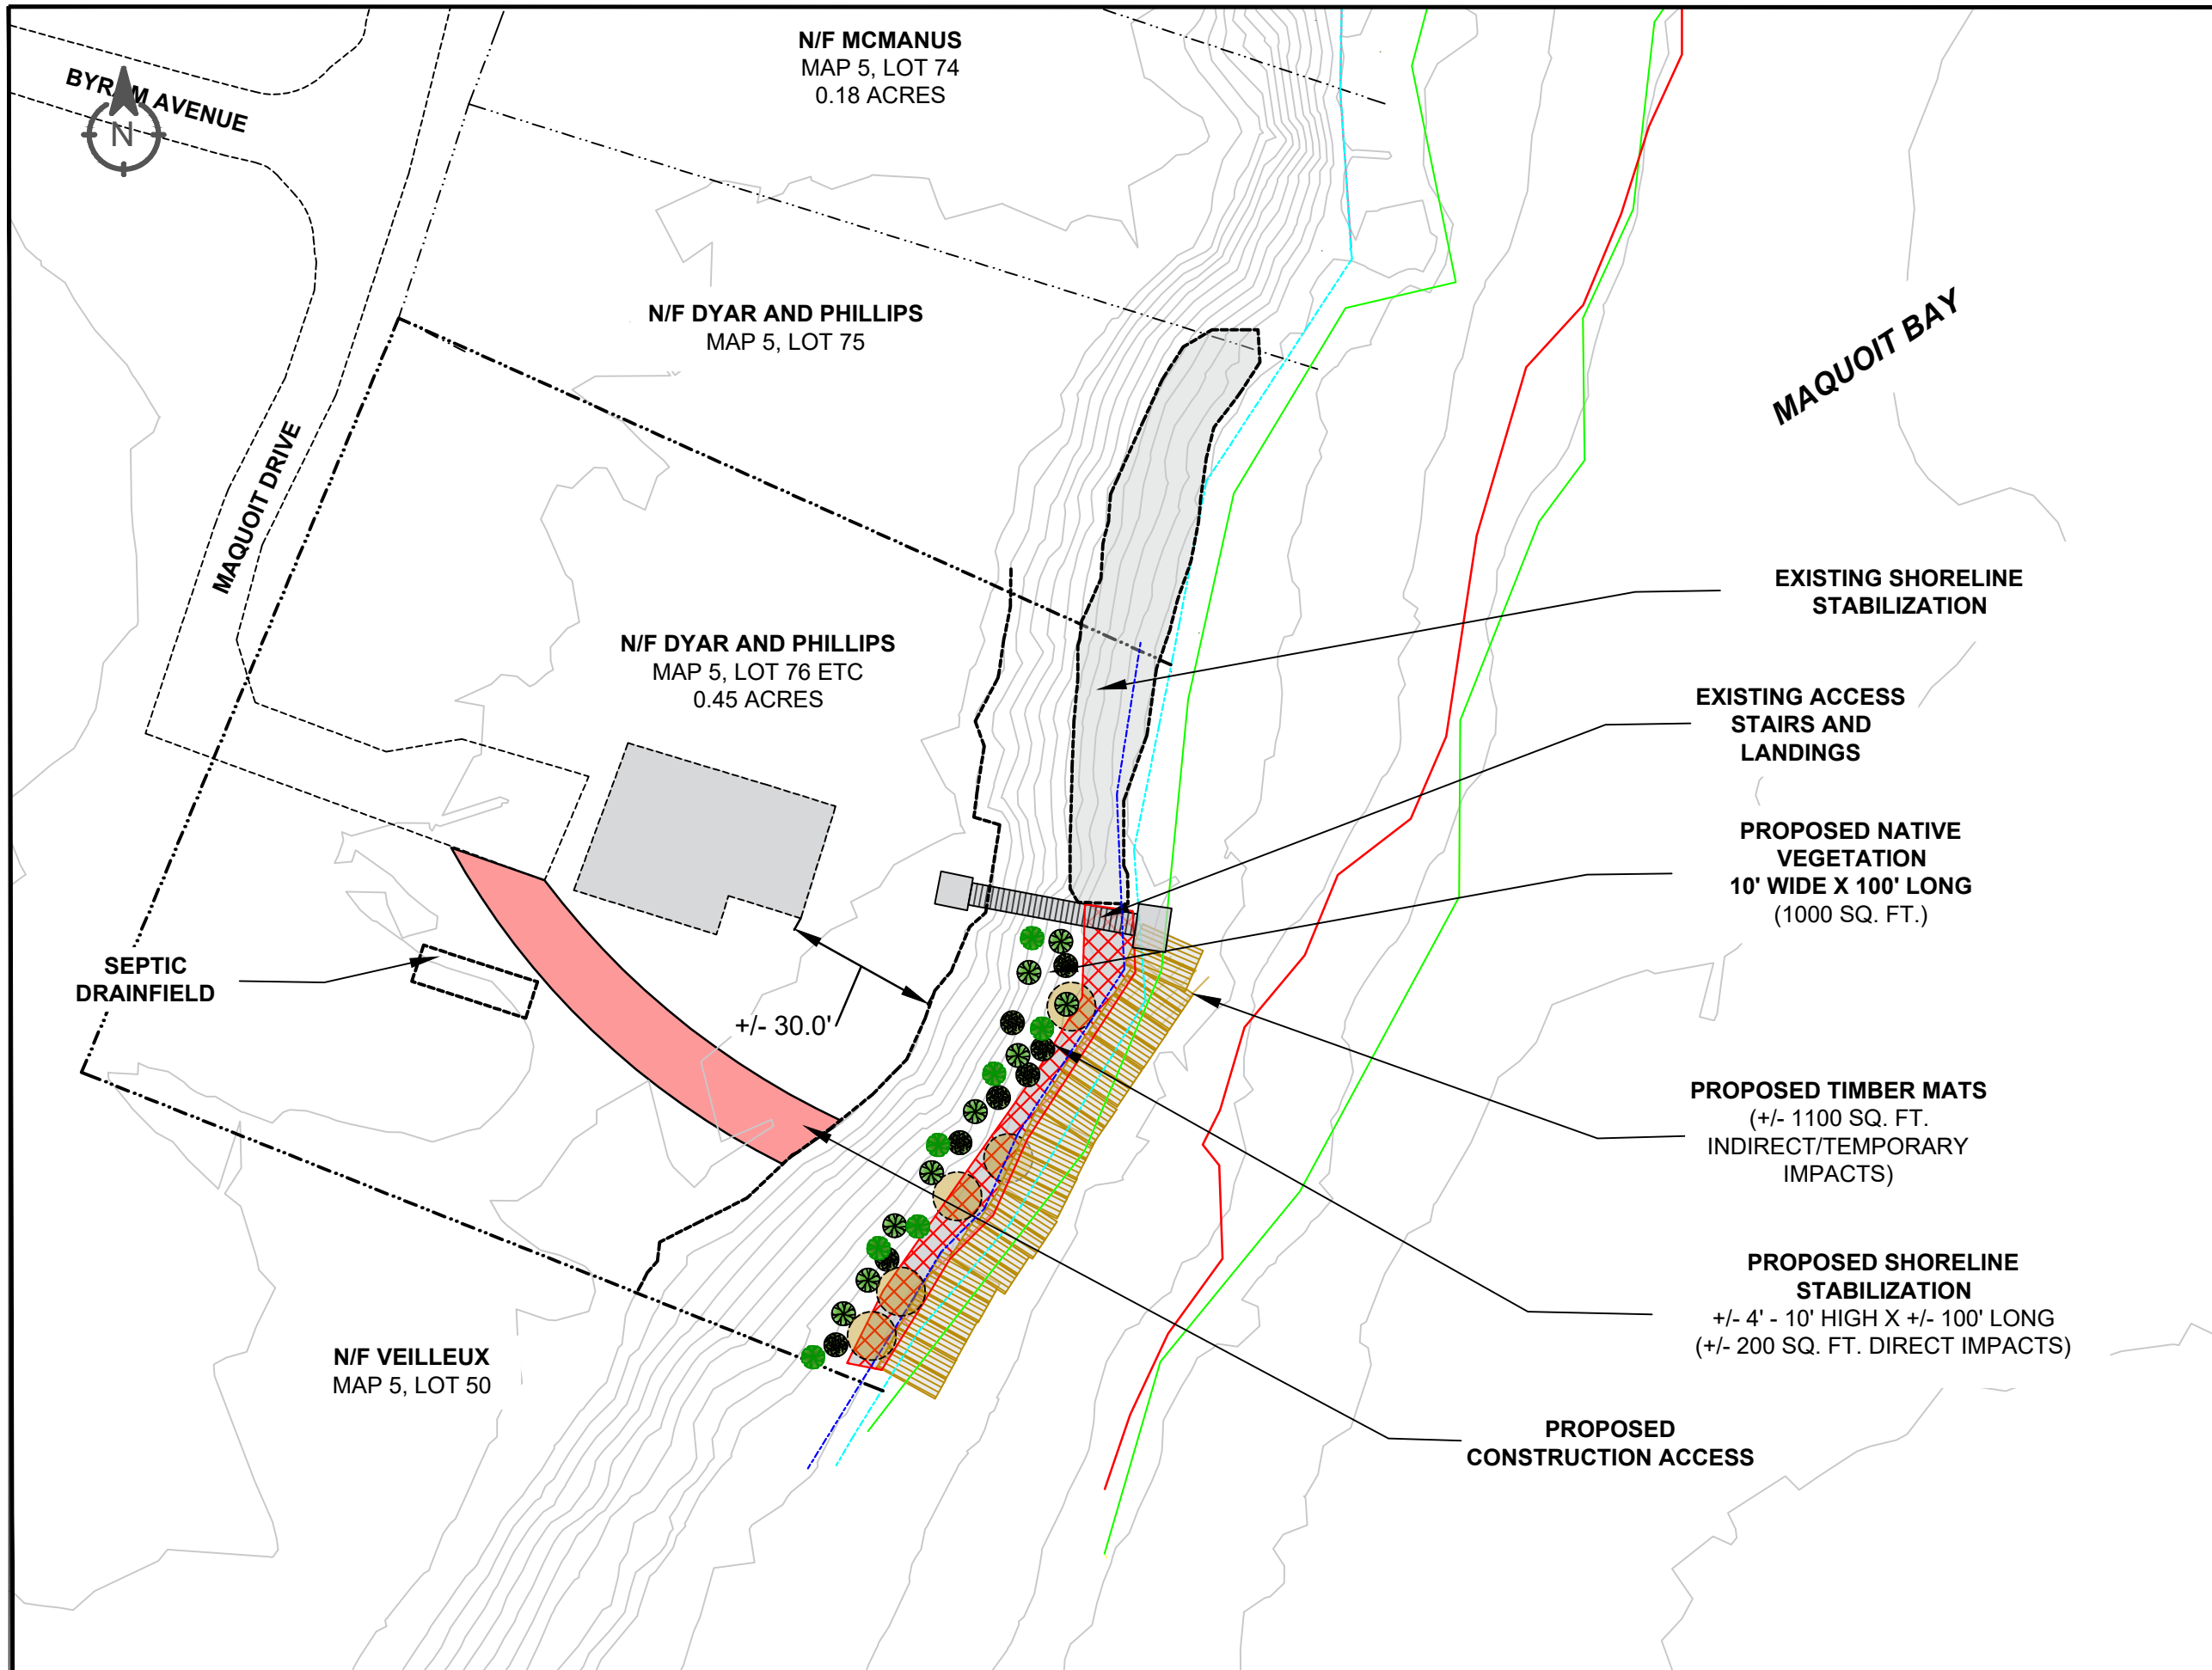 N/F MCMANUS
MAP 5, LOT 74
0.18 ACRES
BYRAM AVENUE
N
MAQUOIT BAY
N/F DYAR AND PHILLIPS
MAP 5, LOT 75
MAQUOIT DRIVE
EXISTING SHORELINE
STABILIZATION
N/F DYAR AND PHILLIPS
MAP 5, LOT 76 ETC
0.45 ACRES
EXISTING ACCESS
STAIRS AND
LANDINGS
PROPOSED NATIVE
VEGETATION
10' WIDE X 100' LONG
(1000 SQ. FT.)
SEPTIC
DRAINFIELD
+/- 30.0'
PROPOSED TIMBER MATS
(+/- 1100 SQ. FT.
INDIRECT/TEMPORARY
IMPACTS)
PROPOSED SHORELINE
STABILIZATION
+/- 4' - 10' HIGH X +/- 100' LONG
(+/- 200 SQ. FT. DIRECT IMPACTS)
N/F VEILLEUX
MAP 5, LOT 50
PROPOSED
CONSTRUCTION ACCESS